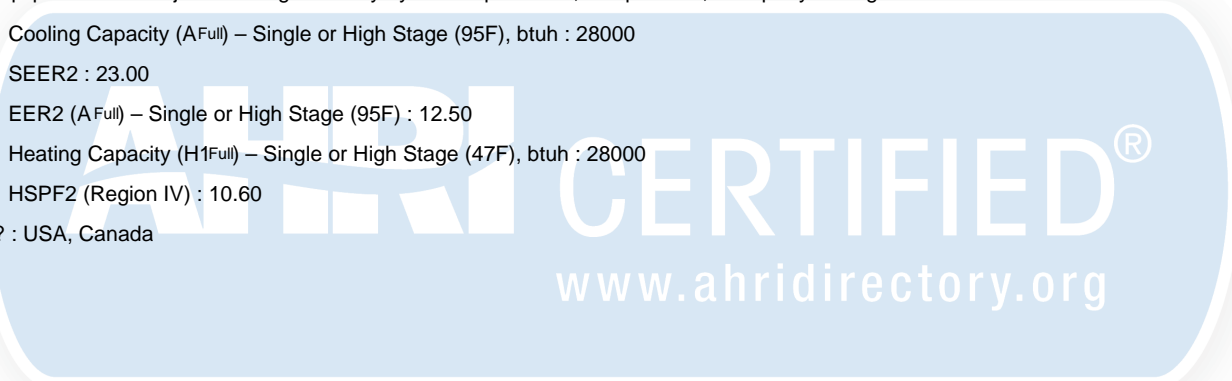 Cooling Capacity (AFull) – Single or High Stage (95F), btuh : 28000
SEER2 : 23.00
EER2 (AFull) – Single or High Stage (95F) : 12.50
Heating Capacity (H1Full) – Single or High Stage (47F), btuh : 28000
HSPF2 (Region IV) : 10.60
? : USA, Canada
AHRI CERTIFIED®
www.ahridirectory.org